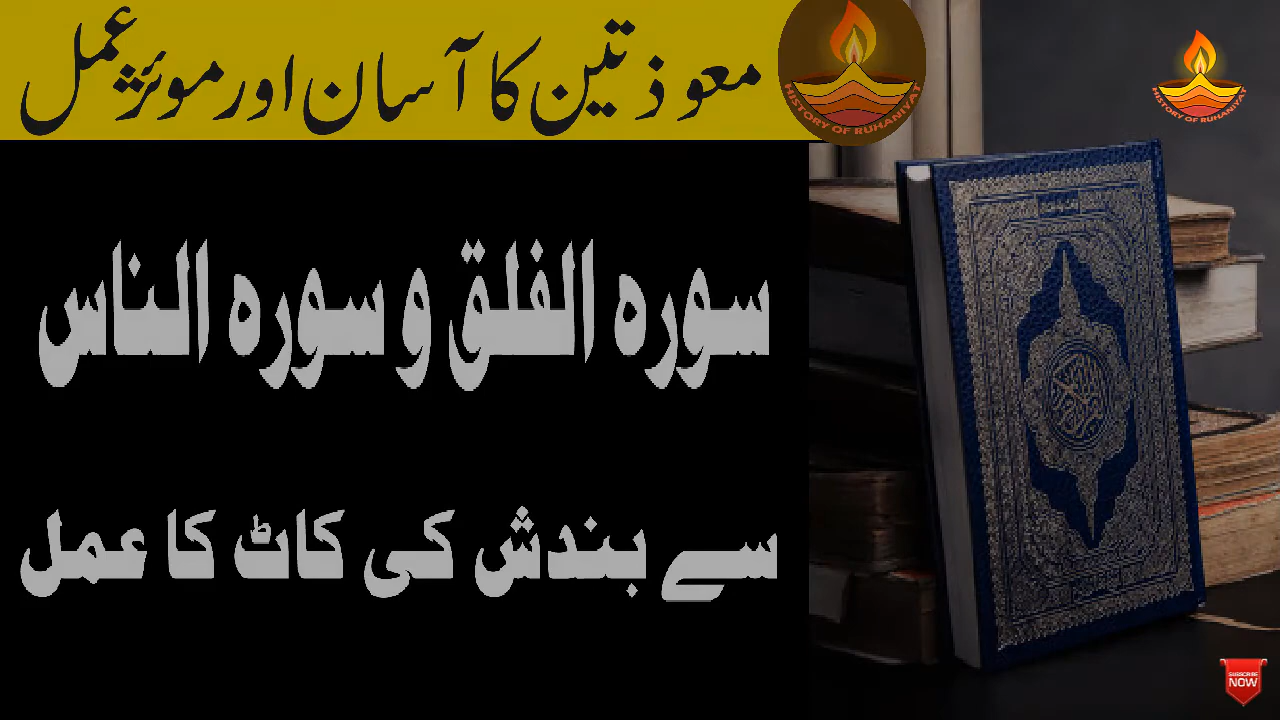 معوذتین کا آسان اور موئثر عمل
HISTORY OF RUHANIYAT
HISTORY OF RUHANIYAT
سورہ الفلق و سورہ الناس
سے بندش کی کاٹ کا عمل
SUBSCRIBE
NOW